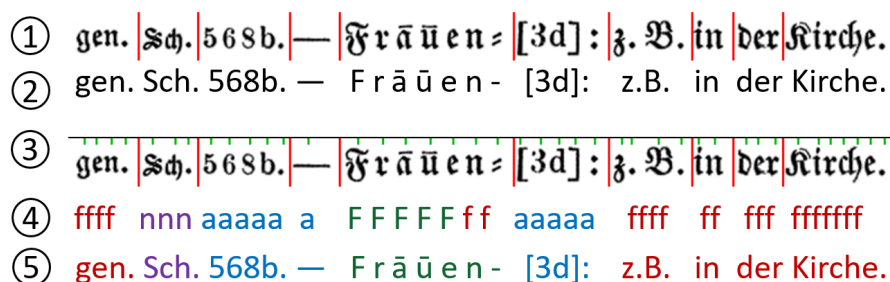 ① gen. Sch. 568b. — Frāūen⸗ [3d]: z. B. in der Kirche.
② gen. Sch. 568b. — F r ā ū e n - [3d]: z.B. in der Kirche.
③ gen. Sch. 568b. — Frāūen⸗ [3d]: z. B. in der Kirche.
④ ffff nnn aaaaa a F F F F F f f aaaaa ffff ff fff fffffff
⑤ gen. Sch. 568b. — F r ā ū e n - [3d]: z.B. in der Kirche.